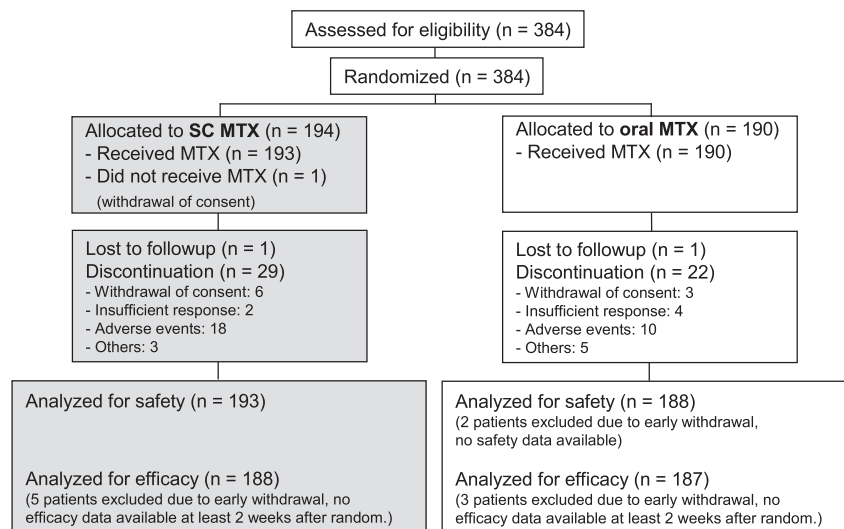 Assessed for eligibility (n = 384)
Randomized (n = 384)
Allocated to SC MTX (n = 194)
- Received MTX (n = 193)
- Did not receive MTX (n = 1)
(withdrawal of consent)
Allocated to oral MTX (n = 190)
- Received MTX (n = 190)
Lost to followup (n = 1)
Discontinuation (n = 29)
- Withdrawal of consent: 6
- Insufficient response: 2
- Adverse events: 18
- Others: 3
Lost to followup (n = 1)
Discontinuation (n = 22)
- Withdrawal of consent: 3
- Insufficient response: 4
- Adverse events: 10
- Others: 5
Analyzed for safety (n = 193)
Analyzed for efficacy (n = 188)
(5 patients excluded due to early withdrawal, no
efficacy data available at least 2 weeks after random.)
Analyzed for safety (n = 188)
(2 patients excluded due to early withdrawal,
no safety data available)
Analyzed for efficacy (n = 187)
(3 patients excluded due to early withdrawal, no
efficacy data available at least 2 weeks after random.)